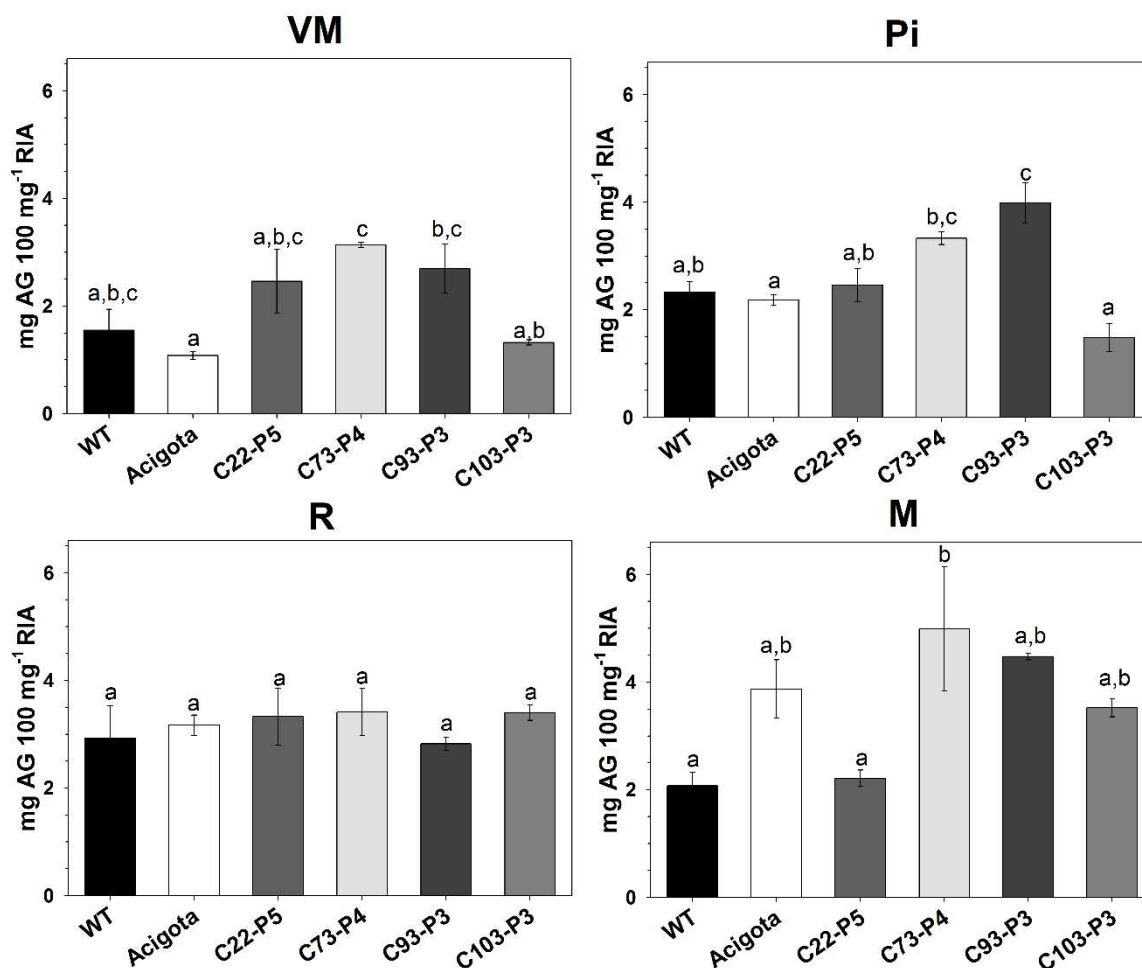 VM
mg AG 100 mg⁻¹ RIA
6
4
2
0
a,b,c
a
a,b,c
c
b,c
a,b
WT
Acigota
C22-P5
C73-P4
C93-P3
C103-P3
Pi
mg AG 100 mg⁻¹ RIA
6
4
2
0
a,b
a
a,b
b,c
c
a
WT
Acigota
C22-P5
C73-P4
C93-P3
C103-P3
R
mg AG 100 mg⁻¹ RIA
6
4
2
0
a
a
a
a
a
a
WT
Acigota
C22-P5
C73-P4
C93-P3
C103-P3
M
mg AG 100 mg⁻¹ RIA
6
4
2
0
a
a,b
a
b
a,b
a,b
WT
Acigota
C22-P5
C73-P4
C93-P3
C103-P3